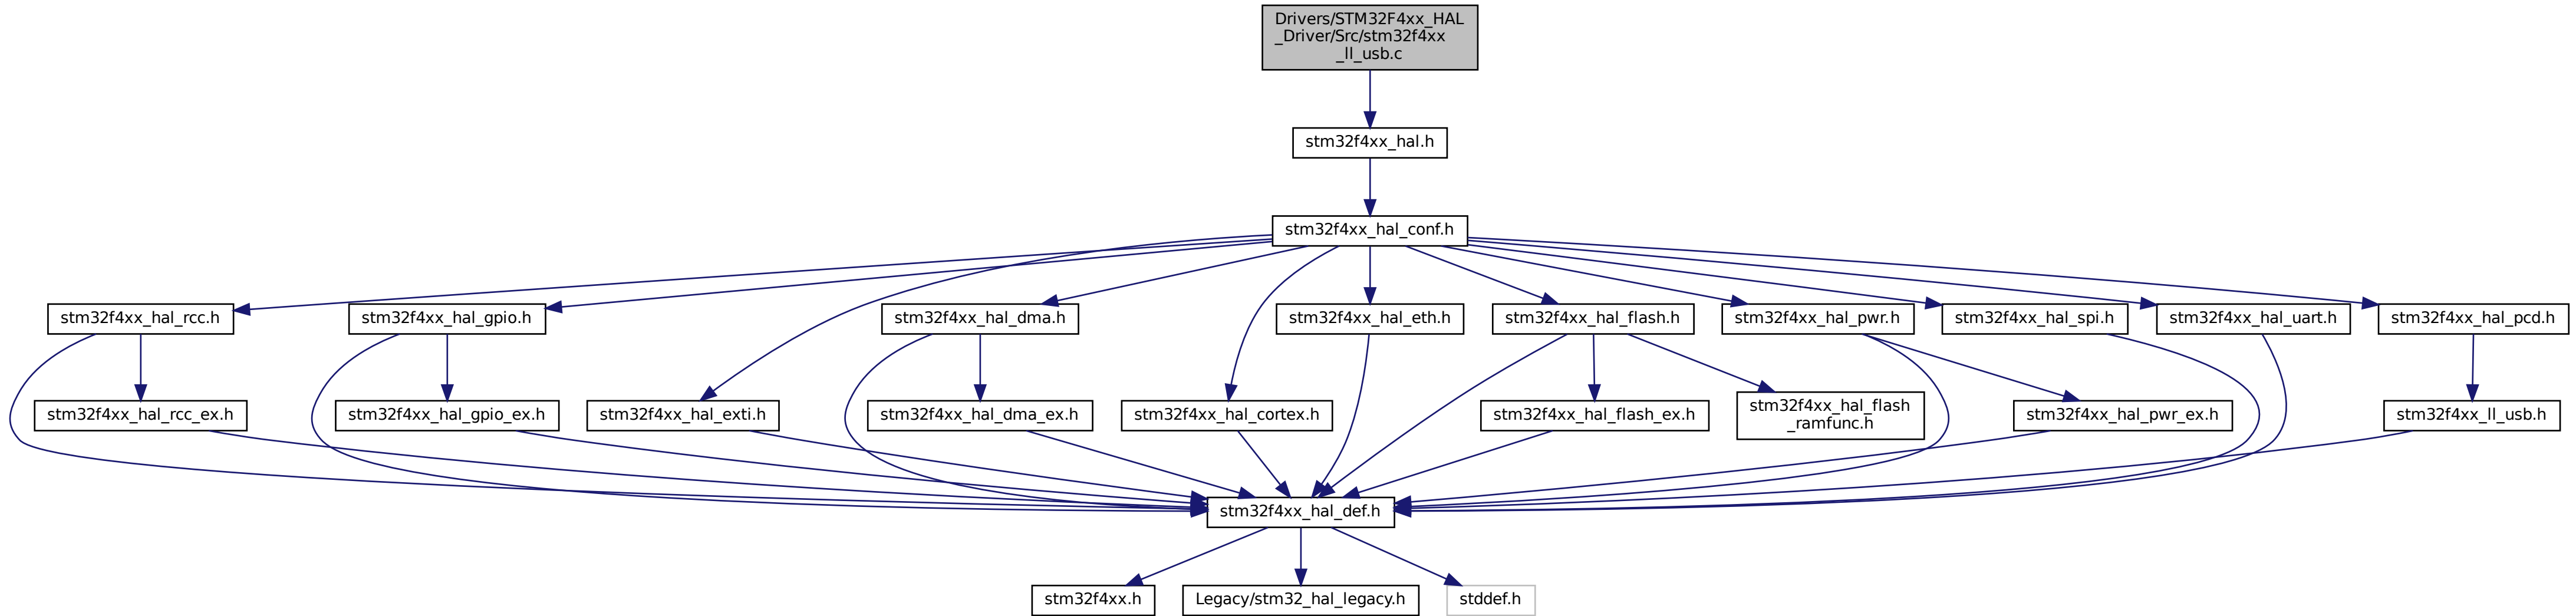 Drivers/STM32F4xx_HAL
_Driver/Src/stm32f4xx
_ll_usb.c
stm32f4xx_hal.h
stm32f4xx_hal_conf.h
stm32f4xx_hal_rcc.h
stm32f4xx_hal_gpio.h
stm32f4xx_hal_dma.h
stm32f4xx_hal_eth.h
stm32f4xx_hal_flash.h
stm32f4xx_hal_pwr.h
stm32f4xx_hal_spi.h
stm32f4xx_hal_uart.h
stm32f4xx_hal_pcd.h
stm32f4xx_hal_rcc_ex.h
stm32f4xx_hal_gpio_ex.h
stm32f4xx_hal_exti.h
stm32f4xx_hal_dma_ex.h
stm32f4xx_hal_cortex.h
stm32f4xx_hal_flash_ex.h
stm32f4xx_hal_flash
_ramfunc.h
stm32f4xx_hal_pwr_ex.h
stm32f4xx_ll_usb.h
stm32f4xx_hal_def.h
stm32f4xx.h
Legacy/stm32_hal_legacy.h
stddef.h